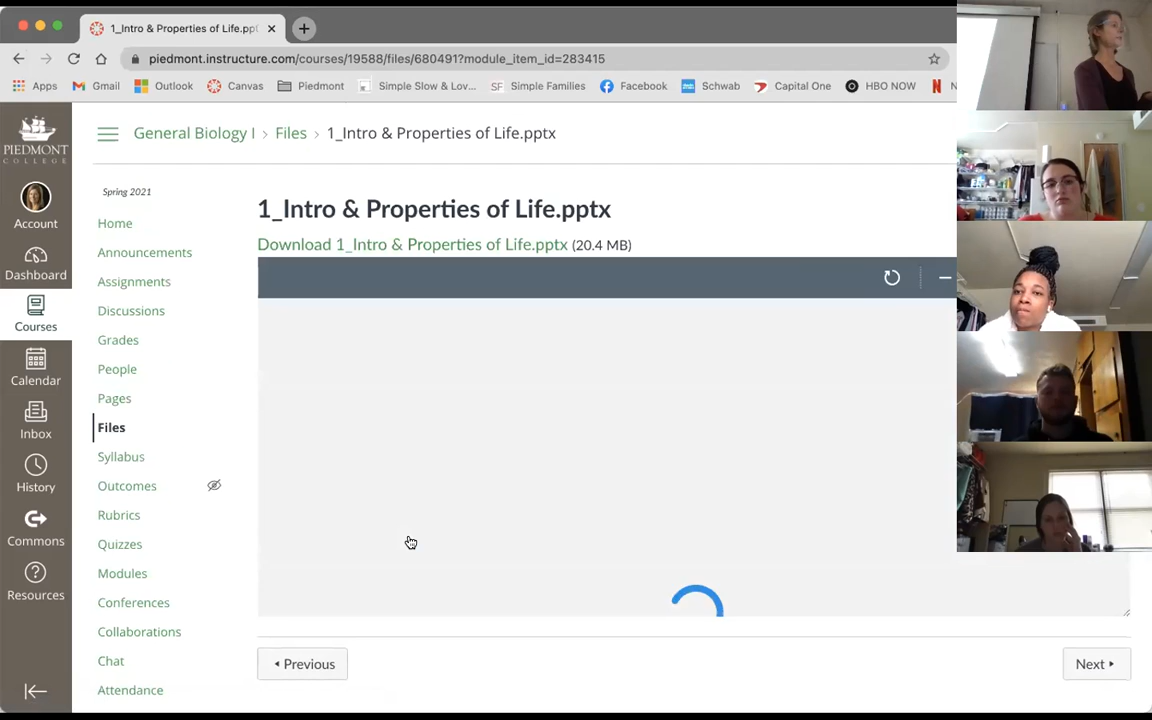 1_Intro & Properties of Life.pp
piedmont.instructure.com/courses/19588/files/680491?module_item_id=283415
Apps Gmail Outlook Canvas Piedmont Simple Slow & Lov... SF Simple Families Facebook Schwab Capital One HBO NOW N
General Biology I › Files › 1_Intro & Properties of Life.pptx
PIEDMONT
COLLEGE
Account
Dashboard
Courses
Calendar
Inbox
History
Commons
Resources
Spring 2021
Home
Announcements
Assignments
Discussions
Grades
People
Pages
Files
Syllabus
Outcomes
Rubrics
Quizzes
Modules
Conferences
Collaborations
Chat
Attendance
1_Intro & Properties of Life.pptx
Download 1_Intro & Properties of Life.pptx (20.4 MB)
Previous
Next